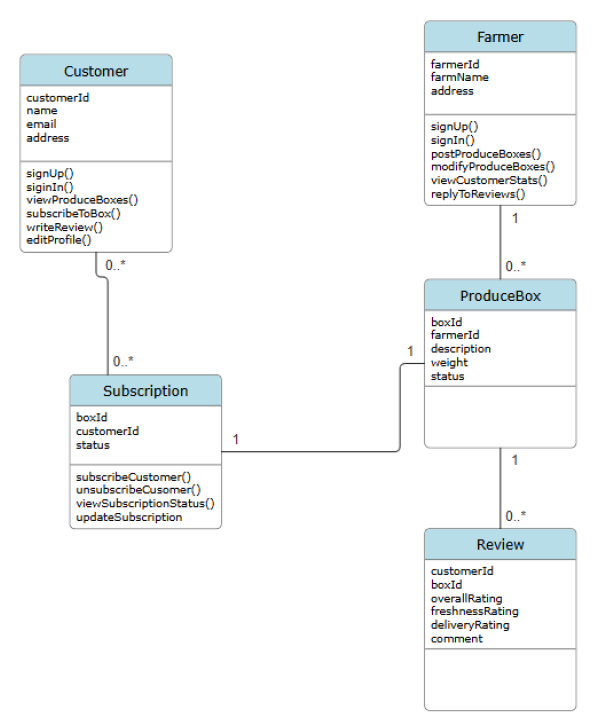 Customer
customerId
name
email
address
signUp()
siginIn()
viewProduceBoxes()
subscribeToBox()
writeReview()
editProfile()
0..*
0..*
Subscription
boxId
customerId
status
subscribeCustomer()
unsubscribeCusomer()
viewSubscriptionStatus()
updateSubscription
1
1
Farmer
farmerId
farmName
address
signUp()
signIn()
postProduceBoxes()
modifyProduceBoxes()
viewCustomerStats()
replyToReviews()
1
0..*
ProduceBox
boxId
farmerId
description
weight
status
1
0..*
Review
customerId
boxId
overallRating
freshnessRating
deliveryRating
comment